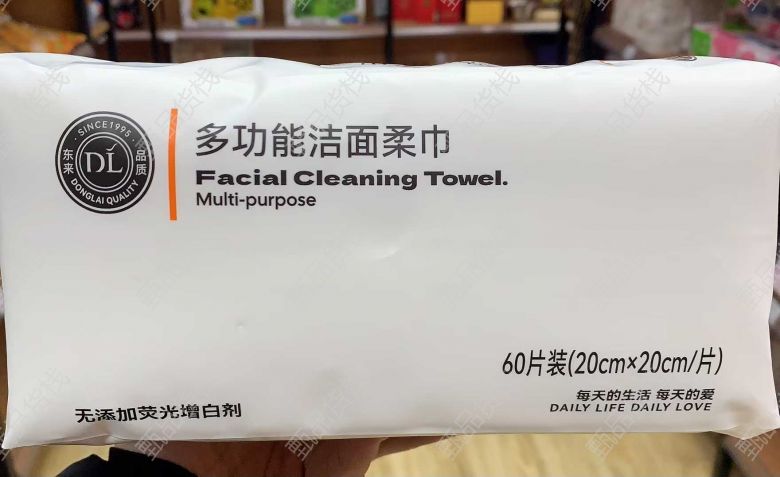 SINCE1995
东来 DL 品质
DONGLAI QUALITY
多功能洁面柔巾
Facial Cleaning Towel.
Multi-purpose
60片装(20cm×20cm/片)
每天的生活 每天的爱
DAILY LIFE DAILY LOVE
无添加荧光增白剂